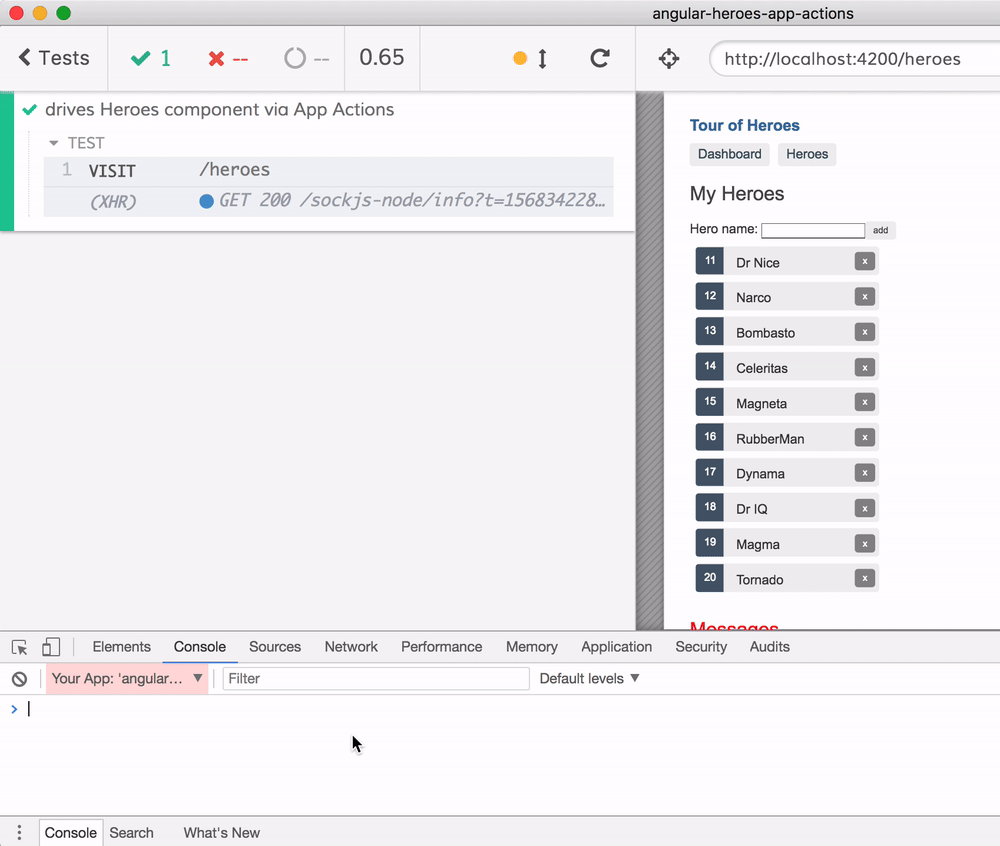 angular-heroes-app-actions
Tests 1 -- -- 0.65 http://localhost:4200/heroes
drives Heroes component via App Actions
TEST
1 VISIT /heroes
(XHR) GET 200 /sockjs-node/info?t=156834228…
Tour of Heroes
Dashboard Heroes
My Heroes
Hero name: add
11 Dr Nice x
12 Narco x
13 Bombasto x
14 Celeritas x
15 Magneta x
16 RubberMan x
17 Dynama x
18 Dr IQ x
19 Magma x
20 Tornado x
Messages
Elements Console Sources Network Performance Memory Application Security Audits
Your App: 'angular… ▼ Filter Default levels ▼
>
Console Search What's New